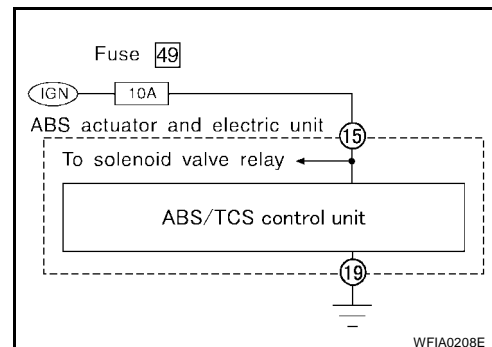 Fuse 49
IGN 10A
ABS actuator and electric unit 15
To solenoid valve relay
ABS/TCS control unit
19
WFIA0208E